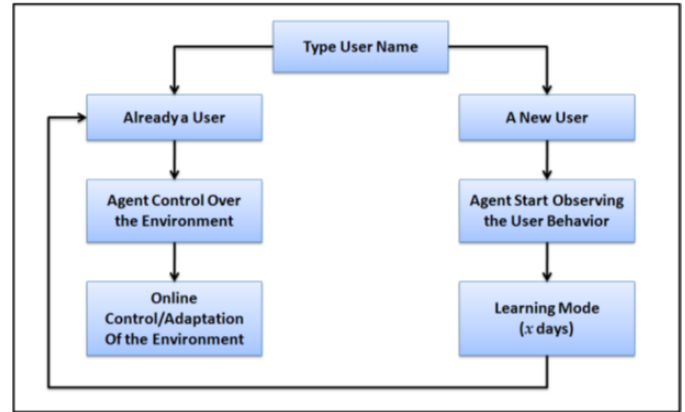 Type User Name
Already a User
A New User
Agent Control Over
the Environment
Agent Start Observing
the User Behavior
Online
Control/Adaptation
Of the Environment
Learning Mode
(x days)